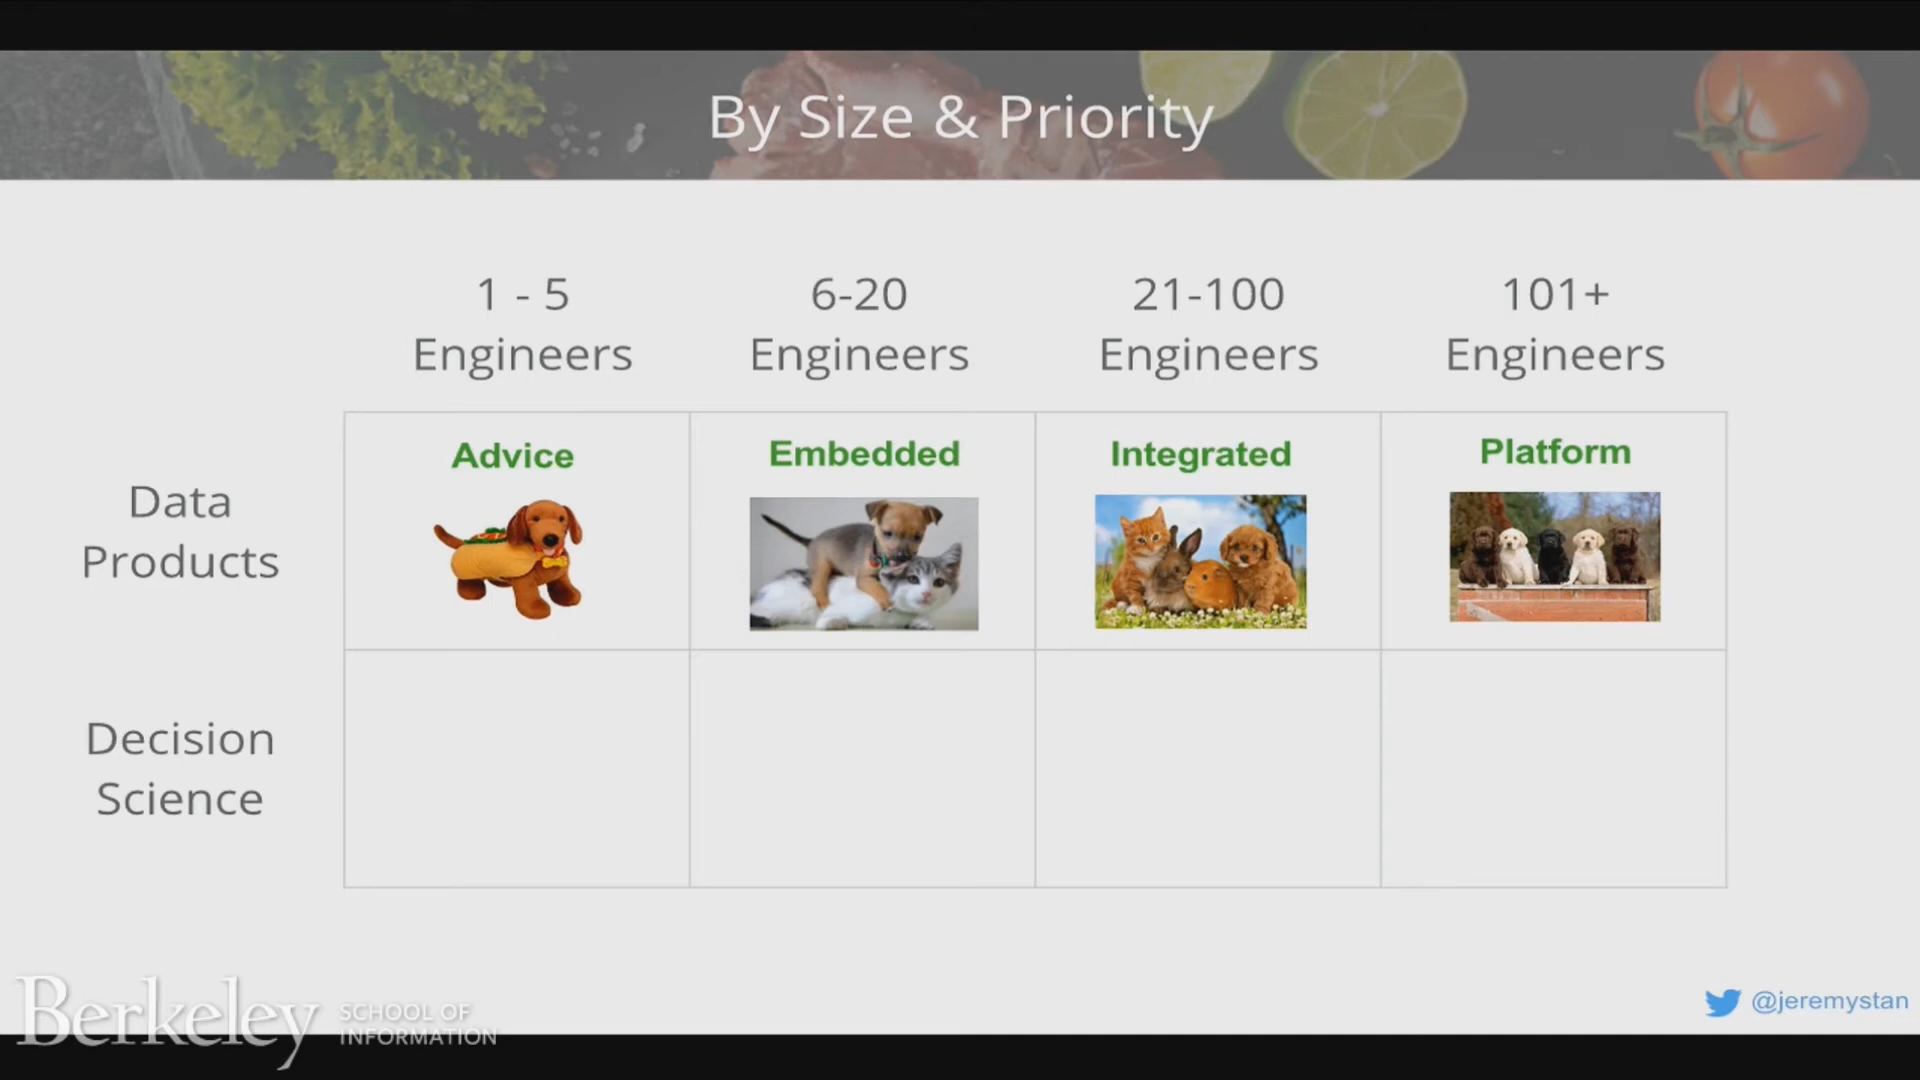 By Size & Priority
1 - 5
Engineers
6-20
Engineers
21-100
Engineers
101+
Engineers
Data
Products
Advice
Embedded
Integrated
Platform
Decision
Science
Berkeley SCHOOL OF
INFORMATION
@jeremystan